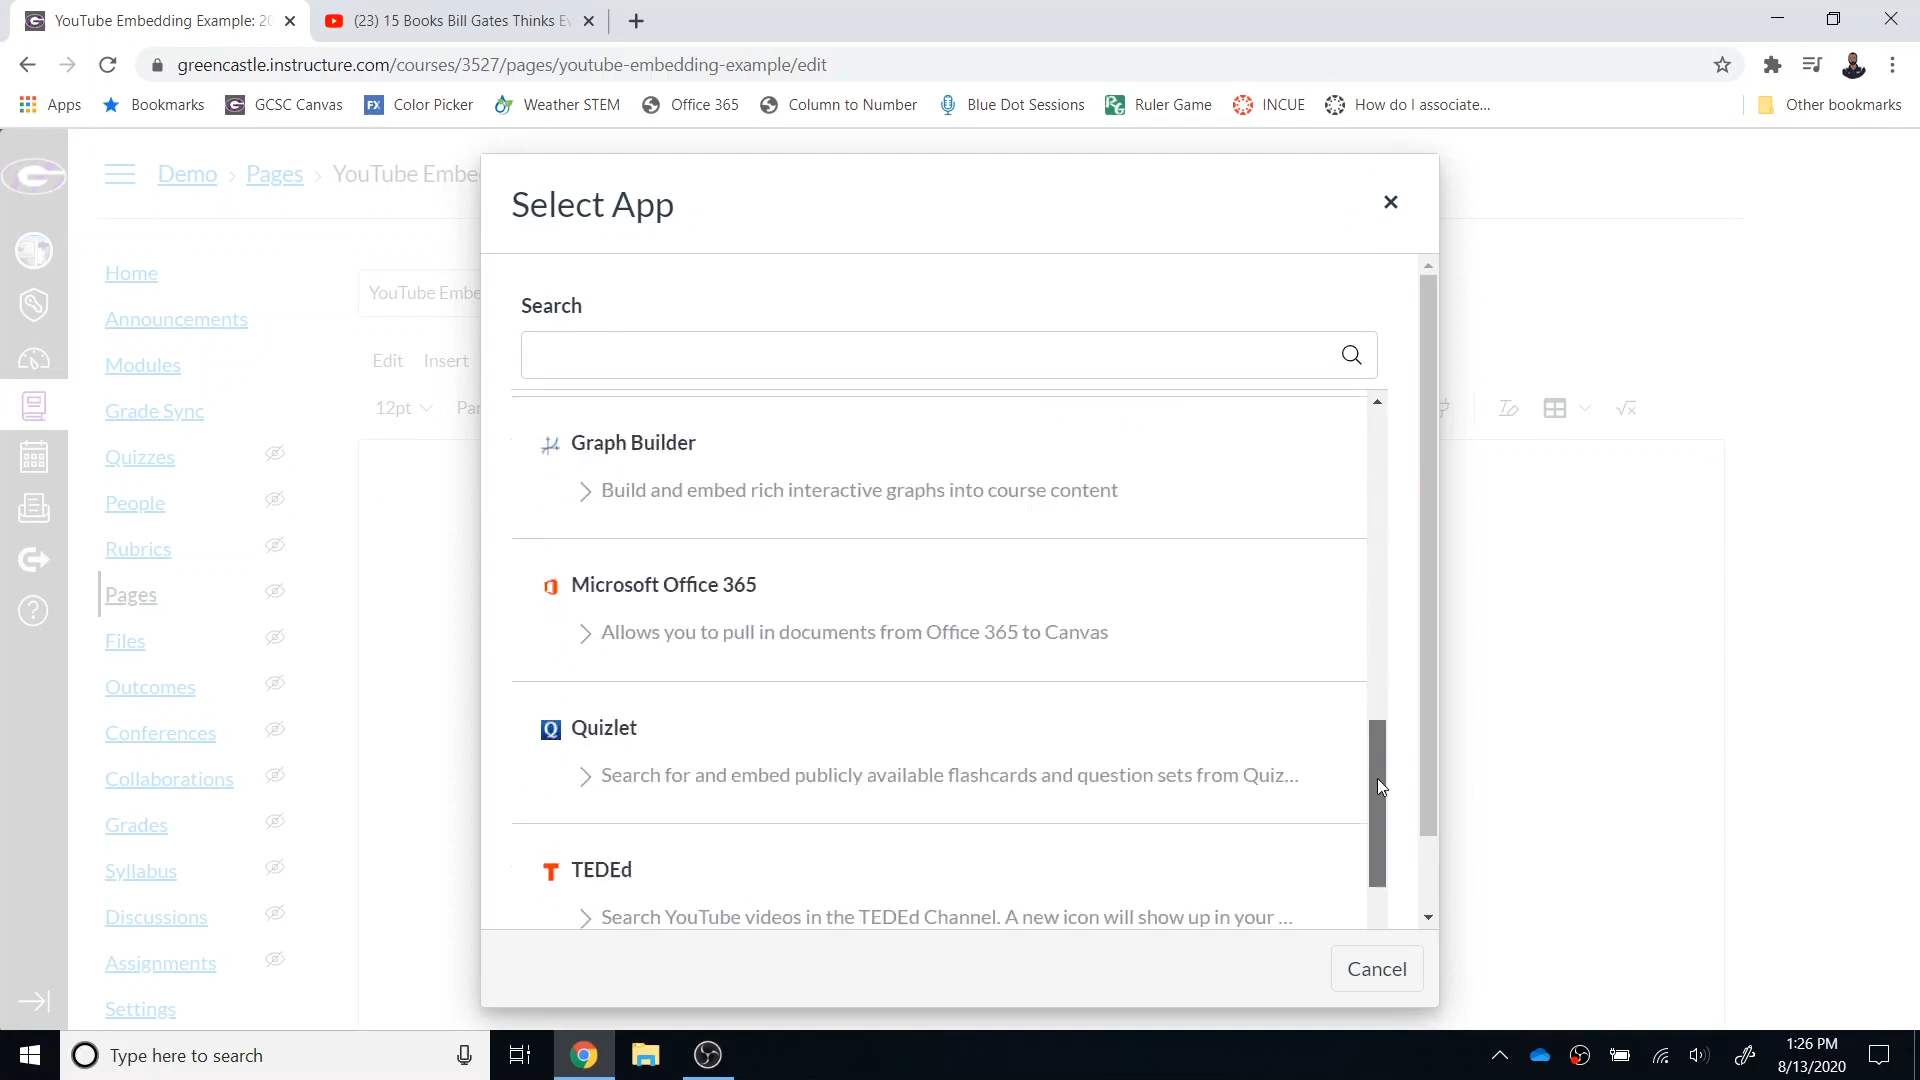 YouTube Embedding Example: 20
(23) 15 Books Bill Gates Thinks Ev
greencastle.instructure.com/courses/3527/pages/youtube-embedding-example/edit
Apps Bookmarks GCSC Canvas FX Color Picker Weather STEM Office 365 Column to Number Blue Dot Sessions RG Ruler Game INCUE How do I associate... Other bookmarks
Demo > Pages > YouTube Embe
Select App
Home
YouTube Embe
Search
Announcements
Edit Insert
Modules
12pt Par
Grade Sync
Graph Builder
Quizzes
Build and embed rich interactive graphs into course content
People
Rubrics
Microsoft Office 365
Pages
Allows you to pull in documents from Office 365 to Canvas
Files
Outcomes
Quizlet
Conferences
Search for and embed publicly available flashcards and question sets from Quiz...
Collaborations
Grades
TEDEd
Syllabus
Search YouTube videos in the TEDEd Channel. A new icon will show up in your ...
Discussions
Assignments
Cancel
Settings
Type here to search
1:26 PM
8/13/2020